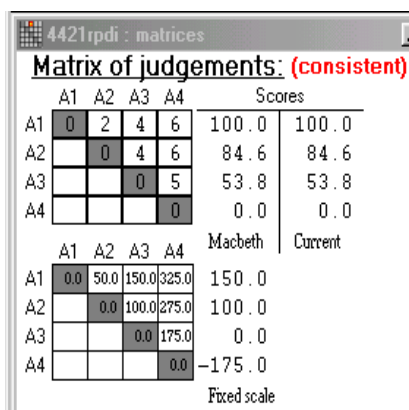 4421rpdi : matrices
Matrix of judgements: (consistent)
A1 A2 A3 A4 Scores
A1 0 2 4 6 100.0 100.0
A2 0 4 6 84.6 84.6
A3 0 5 53.8 53.8
A4 0 0.0 0.0
Macbeth Current
A1 A2 A3 A4
A1 0.0 50.0 150.0 325.0 150.0
A2 0.0 100.0 275.0 100.0
A3 0.0 175.0 0.0
A4 0.0 -175.0
Fixed scale